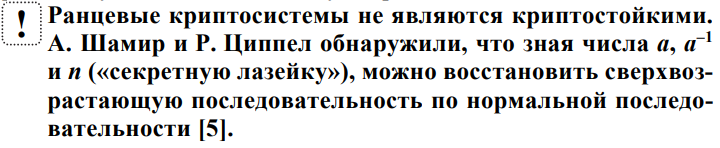 ! Ранцевые криптосистемы не являются криптостойкими.
А. Шамир и Р. Циппел обнаружили, что зная числа a, a⁻¹
и n («секретную лазейку»), можно восстановить сверхвоз-
растающую последовательность по нормальной последо-
вательности [5].